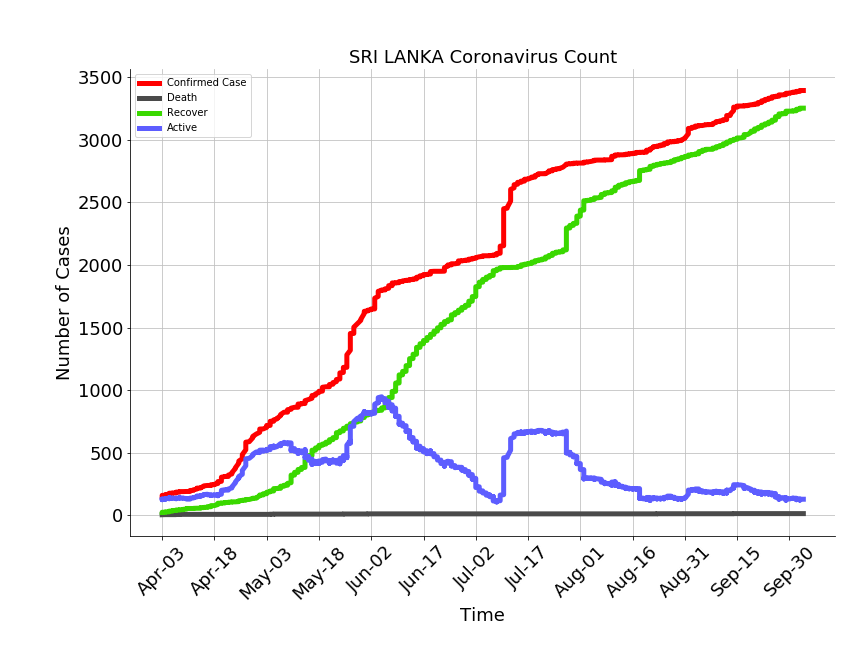 SRI LANKA Coronavirus Count
Confirmed Case
Death
Recover
Active
3500
3000
2500
2000
1500
1000
500
0
Number of Cases
Apr-03
Apr-18
May-03
May-18
Jun-02
Jun-17
Jul-02
Jul-17
Aug-01
Aug-16
Aug-31
Sep-15
Sep-30
Time